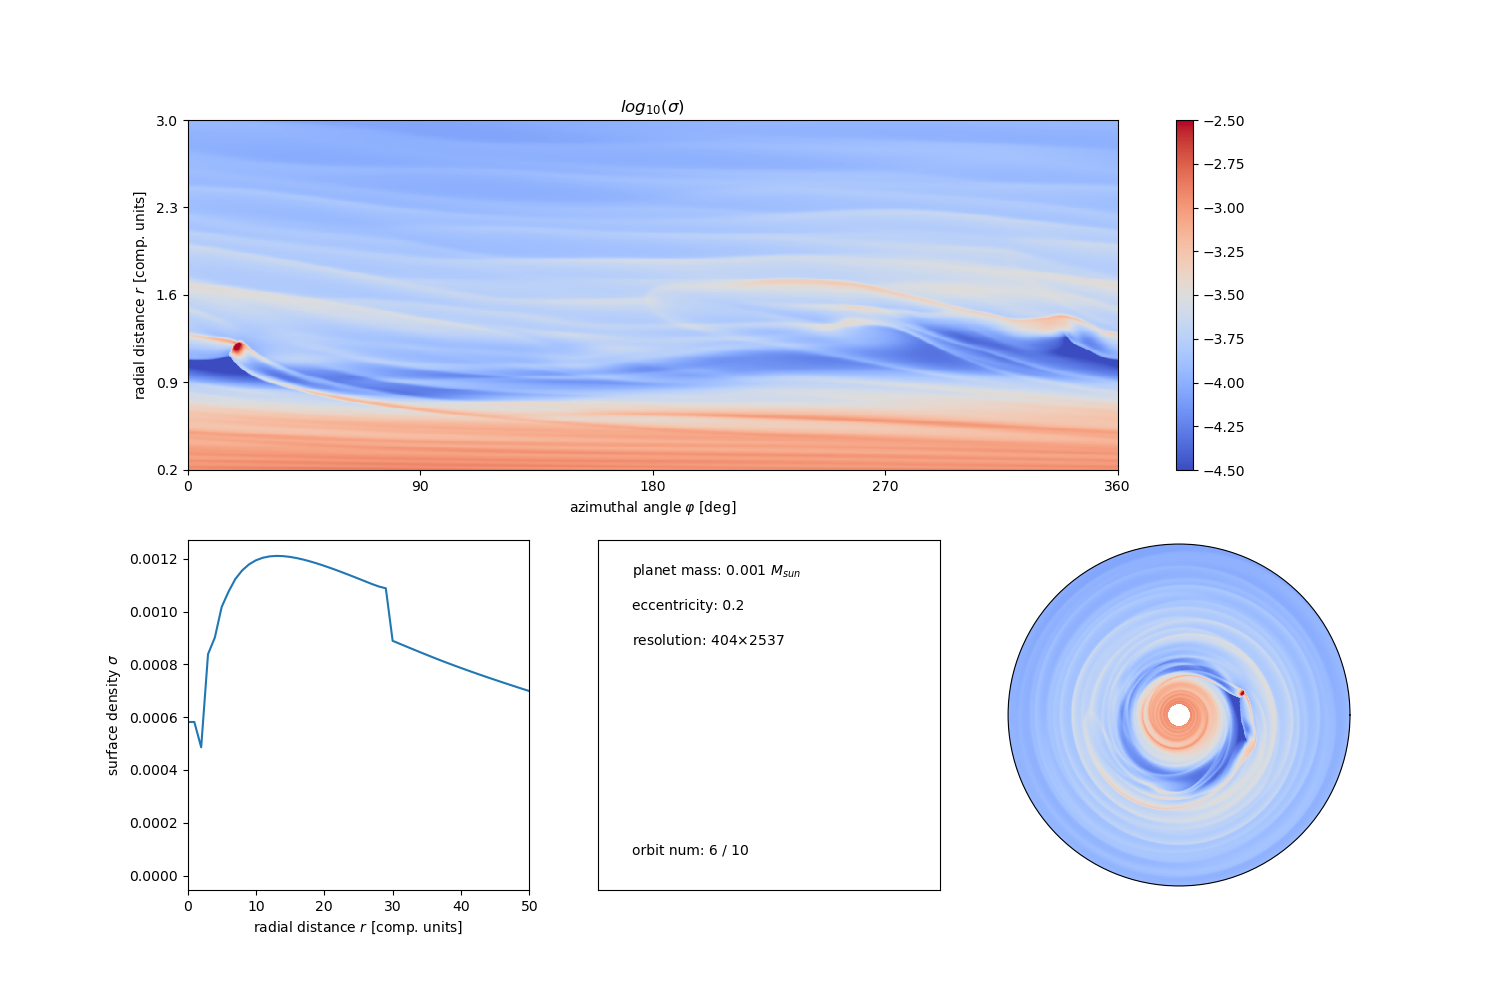 log₁₀(σ)
3.0
2.3
1.6
0.9
0.2
radial distance r [comp. units]
0 90 180 270 360
azimuthal angle φ [deg]
−2.50
−2.75
−3.00
−3.25
−3.50
−3.75
−4.00
−4.25
−4.50
0.0012
0.0010
0.0008
0.0006
0.0004
0.0002
0.0000
surface density σ
0 10 20 30 40 50
radial distance r [comp. units]
planet mass: 0.001 M_sun
eccentricity: 0.2
resolution: 404×2537
orbit num: 6 / 10